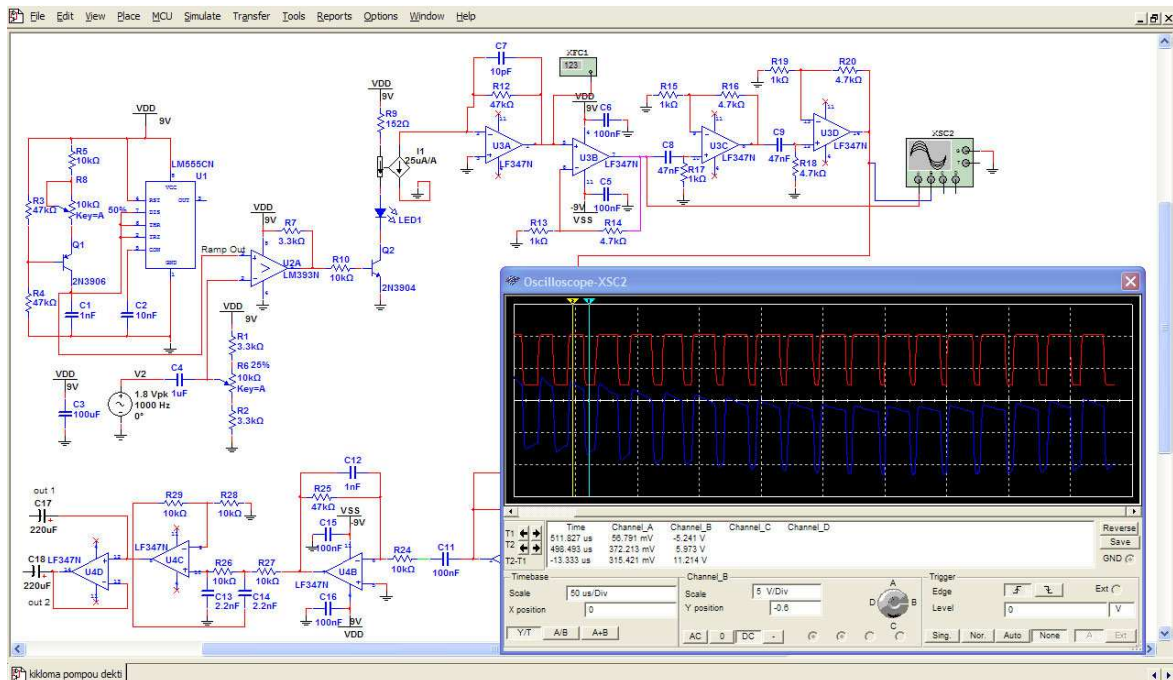 File Edit View Place MCU Simulate Transfer Tools Reports Options Window Help
C7
10pF
R12
47kΩ
XFC1
123
R19
1kΩ
R20
4.7kΩ
R15
1kΩ
R16
4.7kΩ
VDD
9V
R9
152Ω
I1
25uA/A
U3A
LF347N
VDD
9V
C6
100nF
U3B
LF347N
C8
47nF
R17
1kΩ
U3C
LF347N
C9
47nF
R18
4.7kΩ
U3D
LF347N
XSC2
C5
100nF
-9V
VSS
R13
1kΩ
R14
4.7kΩ
VDD
9V
R5
10kΩ
R8
10kΩ
Key=A
50%
R3
47kΩ
Q1
2N3906
R4
47kΩ
C1
1nF
C2
10nF
LM555CN
U1
VCC
RST
OUT
DIS
THR
TRI
CON
GND
Ramp Out
VDD
9V
R7
3.3kΩ
U2A
LM393N
R10
10kΩ
LED1
Q2
2N3904
VDD
9V
R1
3.3kΩ
R6 25%
10kΩ
Key=A
R2
3.3kΩ
C4
1uF
V2
1.8 Vpk
1000 Hz
0°
VDD
9V
C3
100uF
out 1
C17
220uF
C18
220uF
out 2
LF347N
U4D
R29
10kΩ
R28
10kΩ
LF347N
U4C
R26
10kΩ
R27
10kΩ
C13
2.2nF
C14
2.2nF
C12
1nF
R25
47kΩ
VSS
-9V
C15
100nF
LF347N
U4B
C16
100nF
9V
VDD
R24
10kΩ
C11
100nF
Oscilloscope-XSC2
Time Channel_A Channel_B Channel_C Channel_D
T1 511.827 us 56.791 mV -5.241 V
T2 498.493 us 372.213 mV 5.973 V
T2-T1 -13.333 us 315.421 mV 11.214 V
Reverse
Save
GND
Timebase
Scale 50 us/Div
X position 0
Y/T A/B A+B
Channel_B
Scale 5 V/Div
Y position -0.6
AC 0 DC -
A
B
C
D
Trigger
Edge
Ext
Level 0 V
Sing. Nor. Auto None A Ext
kikloma pompou dekti